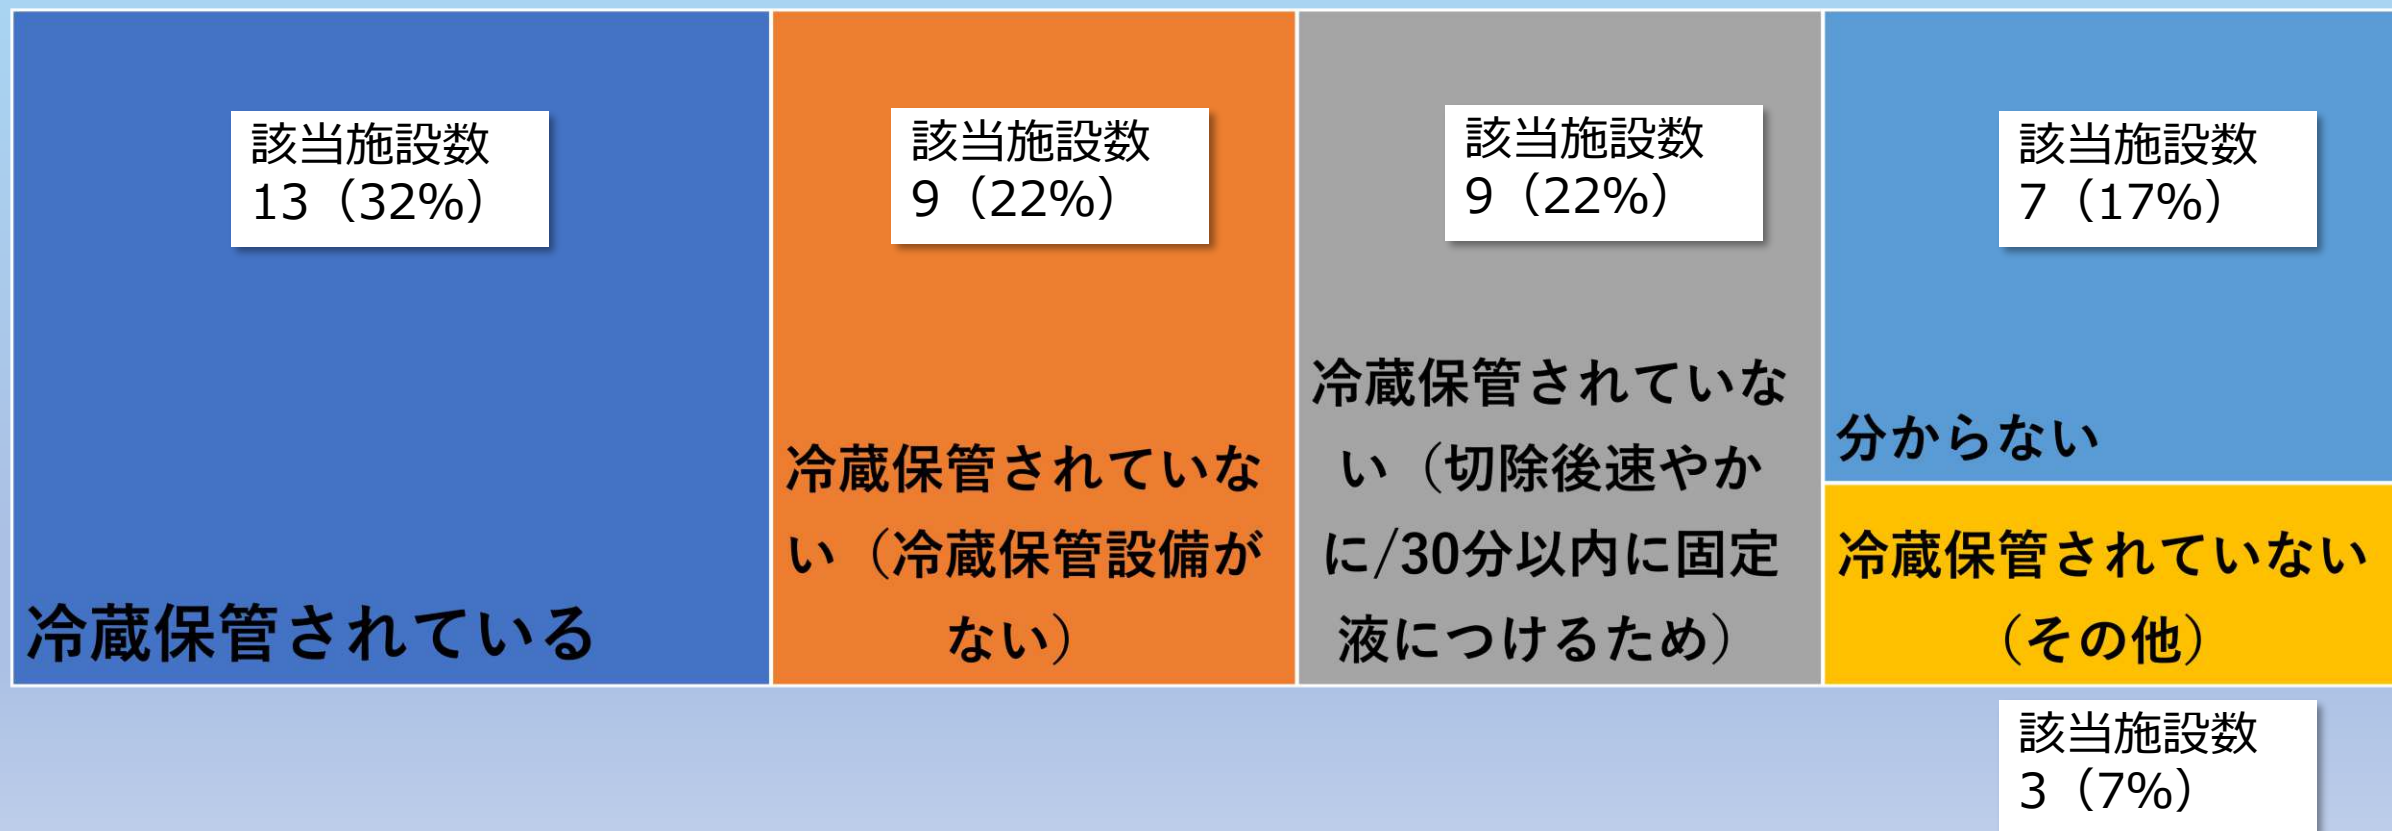 該当施設数
13（32%）
冷蔵保管されている
該当施設数
9（22%）
冷蔵保管されていな
い（冷蔵保管設備が
ない）
該当施設数
9（22%）
冷蔵保管されていな
い（切除後速やか
に/30分以内に固定
液につけるため）
該当施設数
7（17%）
分からない
冷蔵保管されていない
（その他）
該当施設数
3（7%）